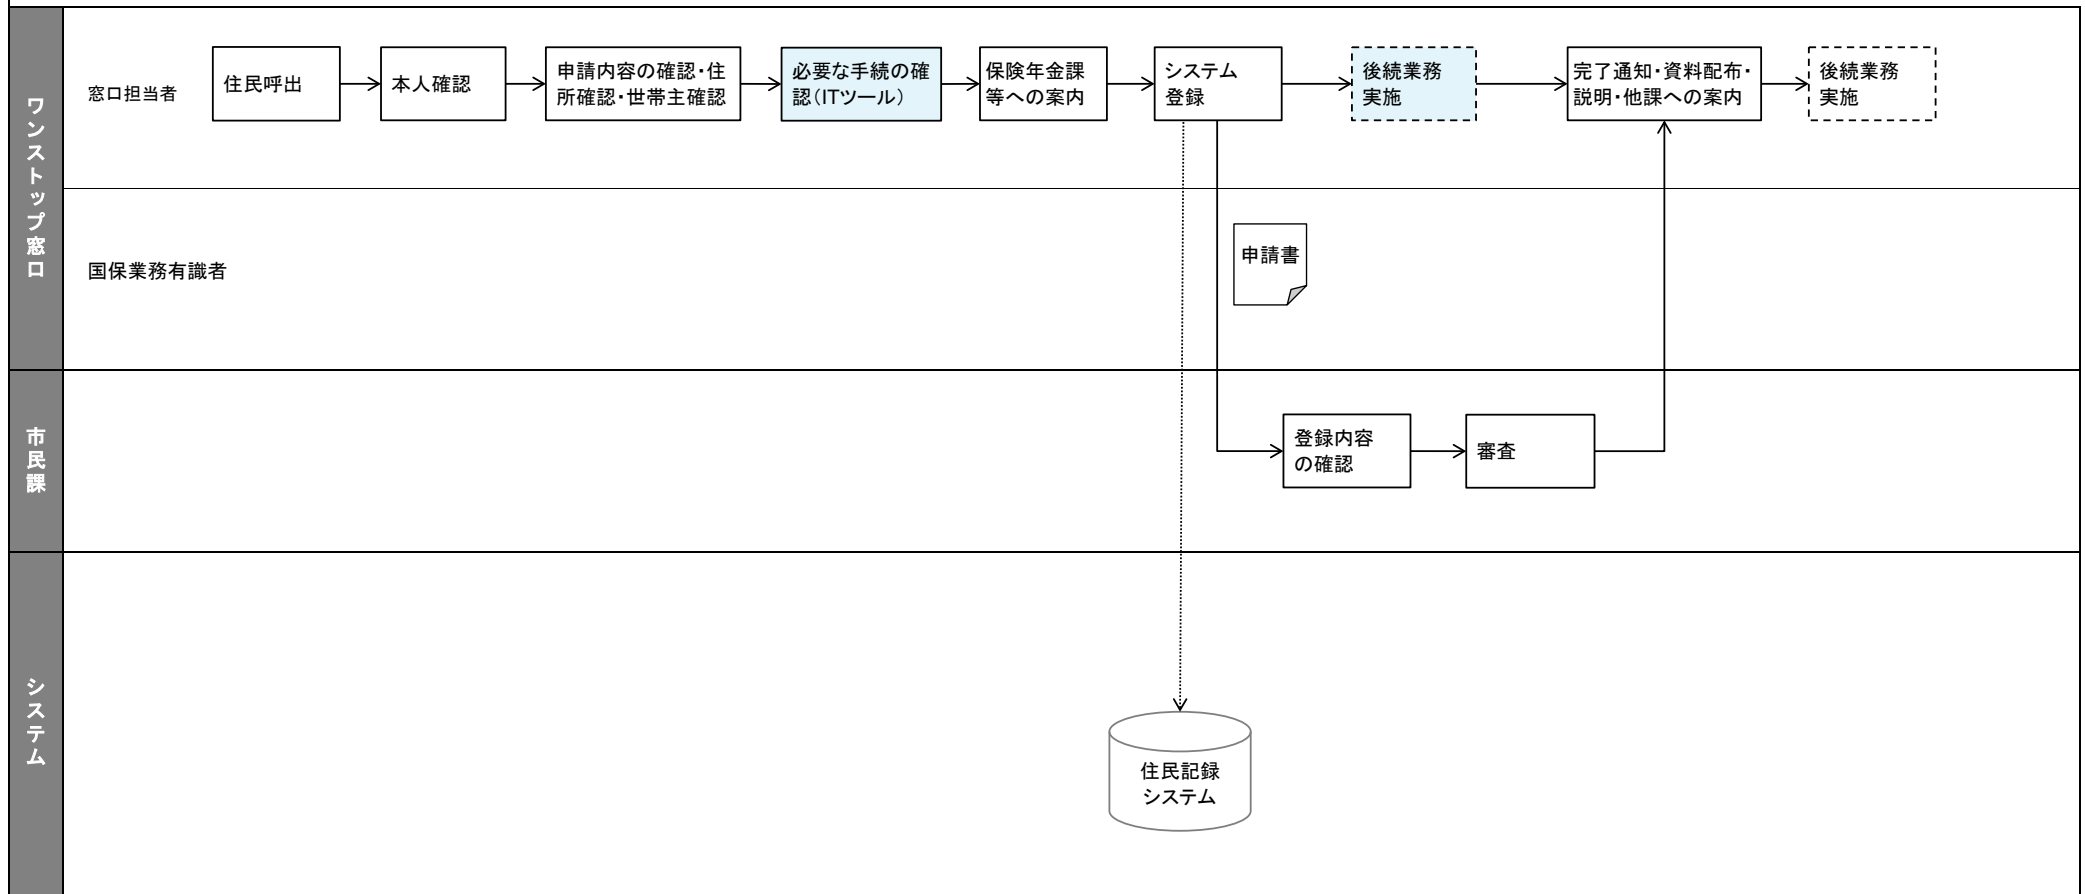 ワンストップ窓口
窓口担当者
住民呼出
本人確認
申請内容の確認・住
所確認・世帯主確認
必要な手続の確
認(ITツール)
保険年金課
等への案内
システム
登録
後続業務
実施
完了通知・資料配布・
説明・他課への案内
後続業務
実施
国保業務有識者
申請書
市民課
登録内容
の確認
審査
システム
住民記録
システム